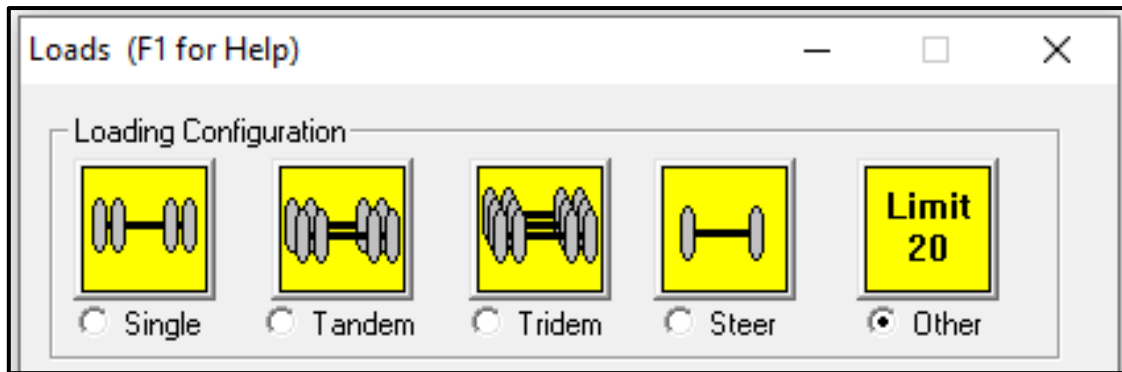 Loads (F1 for Help)
Loading Configuration
Limit
20
Single Tandem Tridem Steer Other